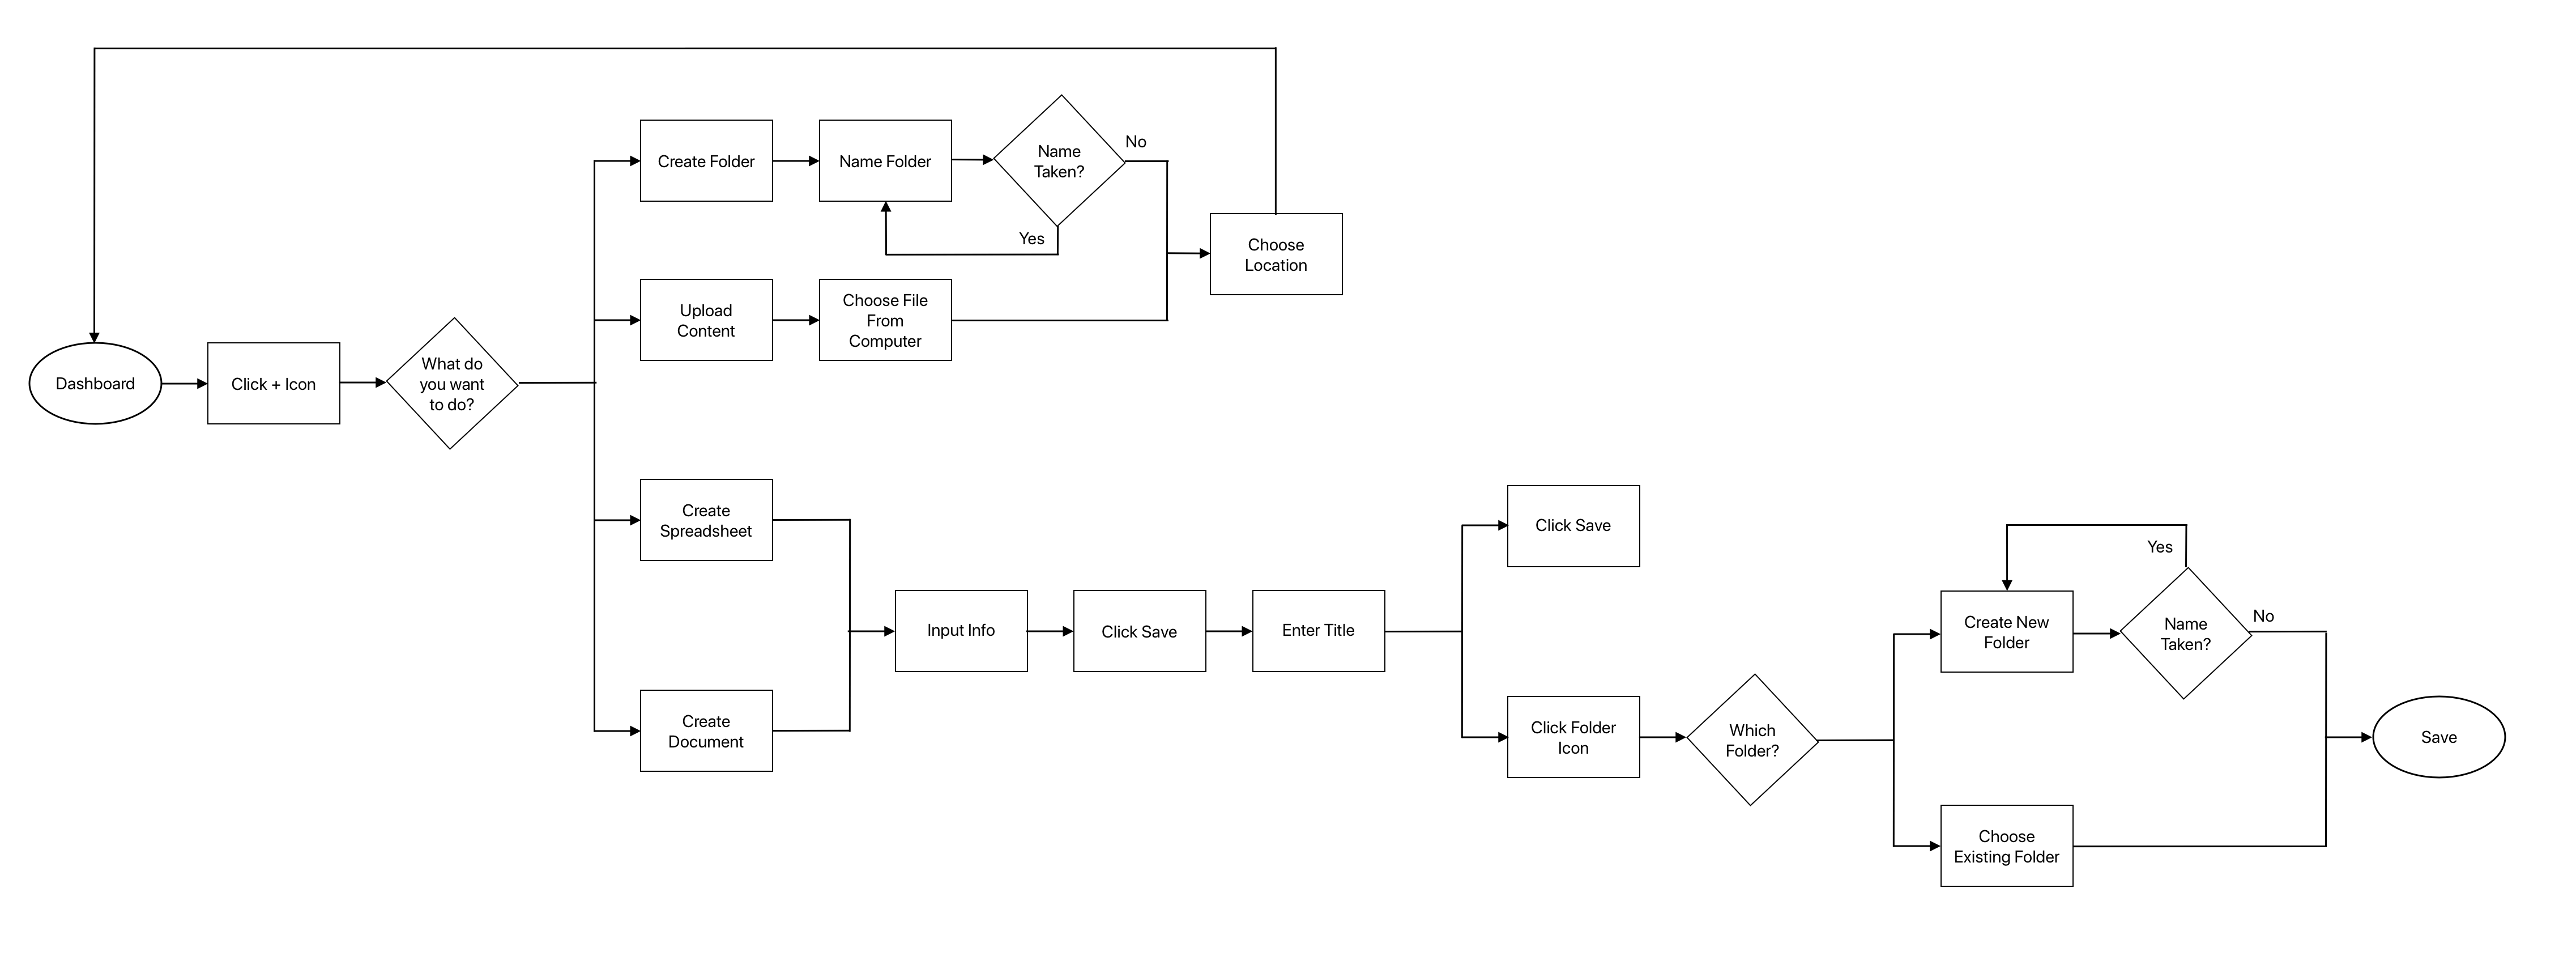 Create Folder
Name Folder
Name
Taken?
No
Yes
Choose
Location
Upload
Content
Choose File
From
Computer
Dashboard
Click + Icon
What do
you want
to do?
Create
Spreadsheet
Create
Document
Input Info
Click Save
Enter Title
Click Save
Click Folder
Icon
Which
Folder?
Create New
Folder
Yes
Name
Taken?
No
Choose
Existing Folder
Save